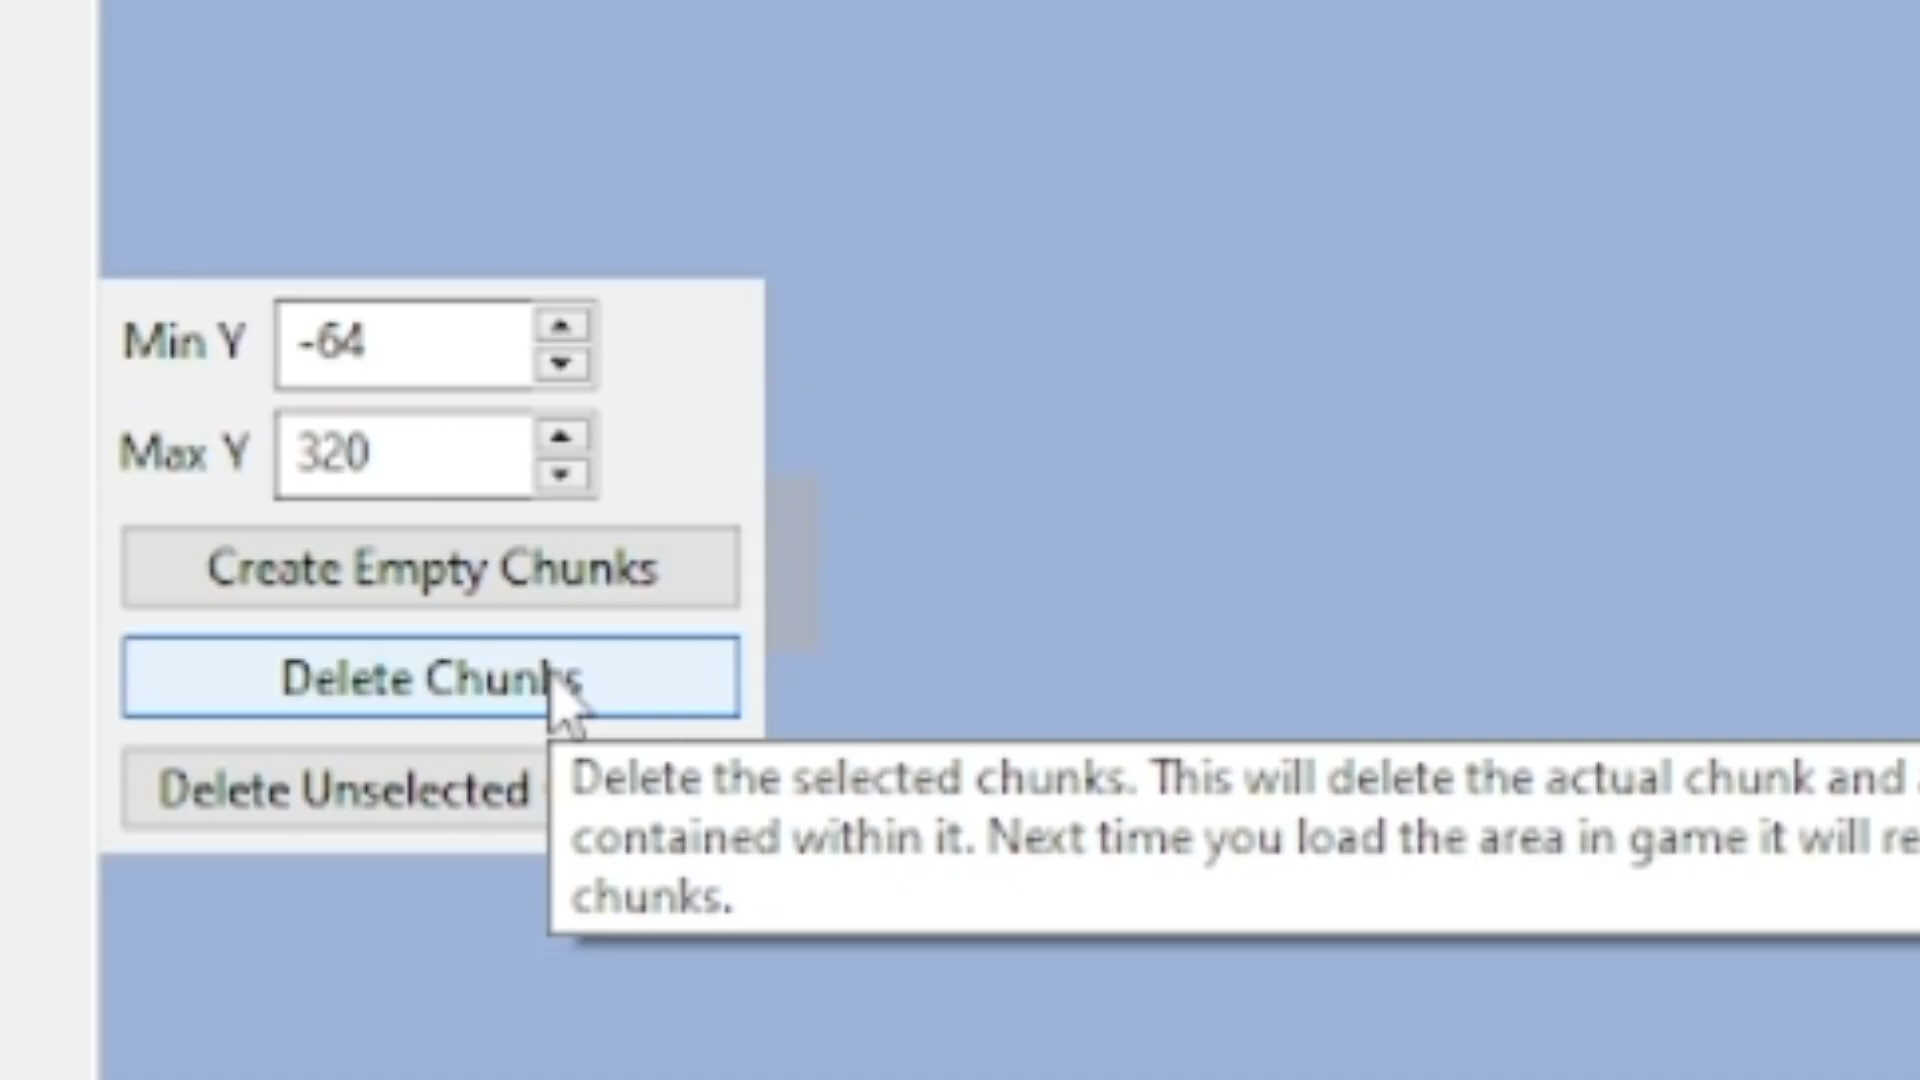 Min Y
-64
Max Y
320
Create Empty Chunks
Delete Chunks
Delete Unselected
Delete the selected chunks. This will delete the actual chunk and
contained within it. Next time you load the area in game it will
chunks.